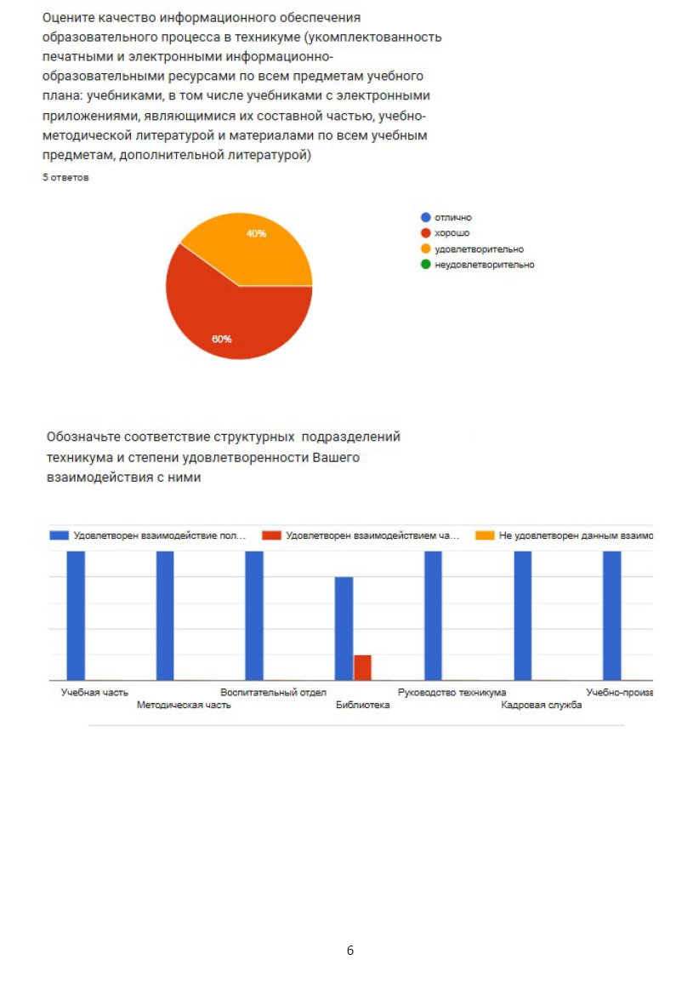 Оцените качество информационного обеспечения
образовательного процесса в техникуме (укомплектованность
печатными и электронными информационно-
образовательными ресурсами по всем предметам учебного
плана: учебниками, в том числе учебниками с электронными
приложениями, являющимися их составной частью, учебно-
методической литературой и материалами по всем учебным
предметам, дополнительной литературой)
5 ответов
отлично
хорошо
удовлетворительно
неудовлетворительно
40%
60%
Обозначьте соответствие структурных подразделений
техникума и степени удовлетворенности Вашего
взаимодействия с ними
Удовлетворен взаимодействие пол... Удовлетворен взаимодействием ча... Не удовлетворен данным взаимо
Учебная часть Воспитательный отдел Руководство техникума Учебно-произв
Методическая часть Библиотека Кадровая служба
6